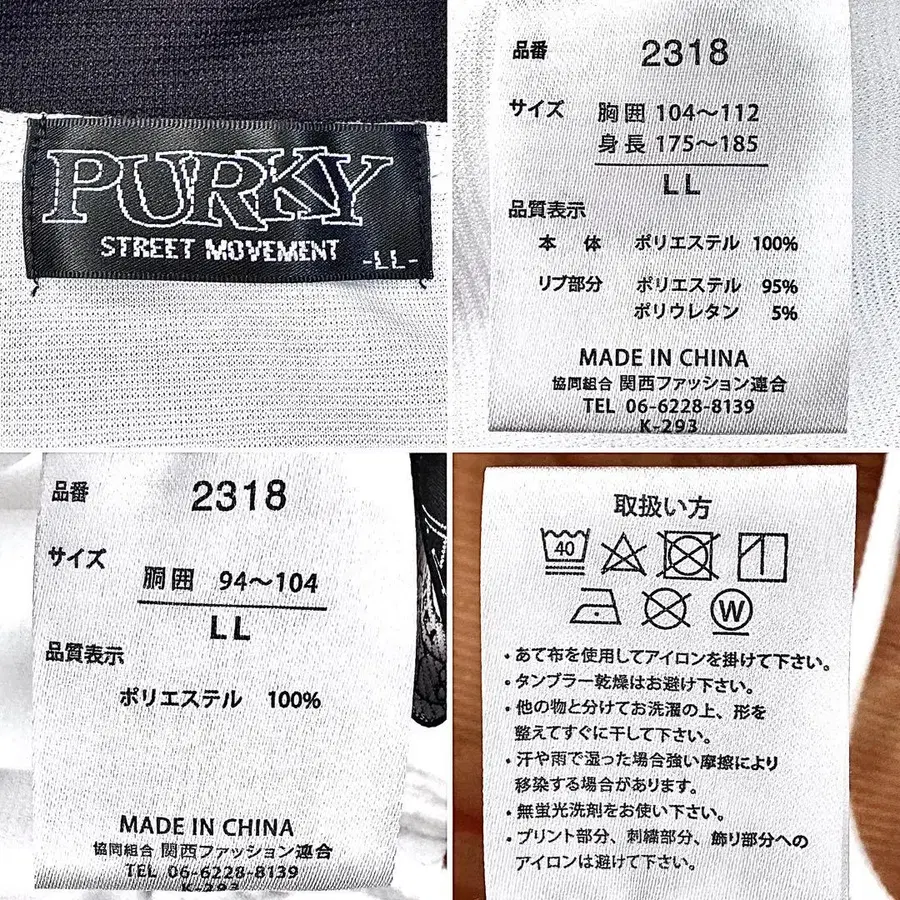 PURKY
STREET MOVEMENT
-LL-
品番 2318
サイズ 胸囲 104～112
身長 175～185
LL
品質表示
本体 ポリエステル 100%
リブ部分 ポリエステル 95%
ポリウレタン 5%
MADE IN CHINA
協同組合 関西ファッション連合
TEL 06-6228-8139
K-293
品番 2318
サイズ
胴囲 94～104
LL
品質表示
ポリエステル 100%
MADE IN CHINA
協同組合 関西ファッション連合
TEL 06-6228-8139
K-293
取扱い方
40
W
・あて布を使用してアイロンを掛けて下さい。
・タンブラー乾燥はお避け下さい。
・他の物と分けてお洗濯の上、形を
整えてすぐに干して下さい。
・汗や雨で湿った場合強い摩擦により
移染する場合があります。
・無蛍光洗剤をお使い下さい。
・プリント部分、刺繍部分、飾り部分への
アイロンは避けて下さい。